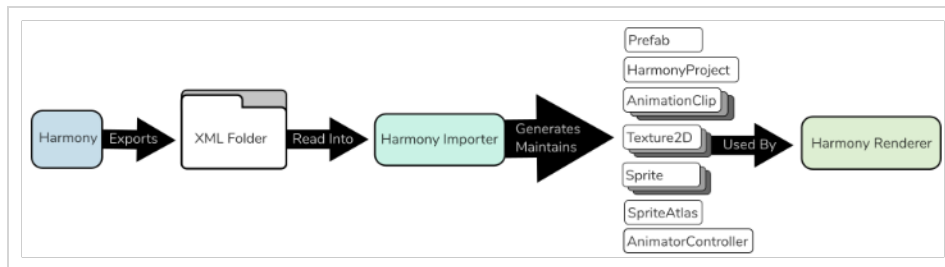 Harmony
Exports
XML Folder
Read Into
Harmony Importer
Generates
Maintains
Prefab
HarmonyProject
AnimationClip
Texture2D
Sprite
SpriteAtlas
AnimatorController
Used By
Harmony Renderer